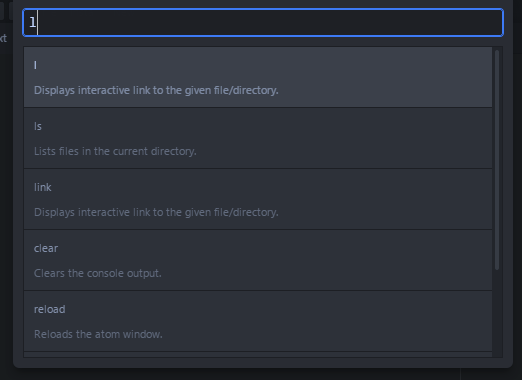 xt
l
l
Displays interactive link to the given file/directory.
ls
Lists files in the current directory.
link
Displays interactive link to the given file/directory.
clear
Clears the console output.
reload
Reloads the atom window.